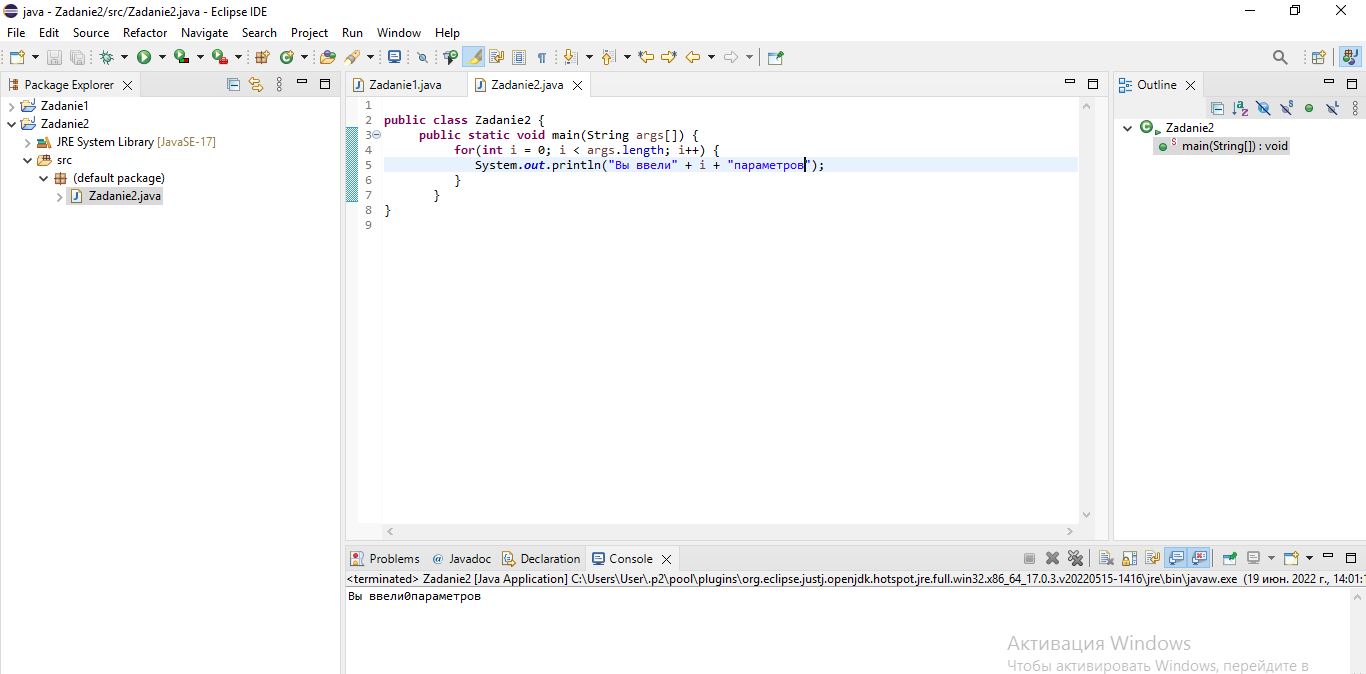 java - Zadanie2/src/Zadanie2.java - Eclipse IDE
File Edit Source Refactor Navigate Search Project Run Window Help
Package Explorer
Zadanie1
Zadanie2
JRE System Library [JavaSE-17]
src
(default package)
Zadanie2.java
Zadanie1.java Zadanie2.java
1
2 public class Zadanie2 {
3 public static void main(String args[]) {
4 for(int i = 0; i < args.length; i++) {
5 System.out.println("Вы ввели" + i + "параметров");
6 }
7 }
8 }
9
Outline
Zadanie2
main(String[]) : void
Problems @ Javadoc Declaration Console
<terminated> Zadanie2 [Java Application] C:\Users\User\.p2\pool\plugins\org.eclipse.justj.openjdk.hotspot.jre.full.win32.x86_64_17.0.3.v20220515-1416\jre\bin\javaw.exe (19 июн. 2022 г., 14:01:1
Вы ввели0параметров
Активация Windows
Чтобы активировать Windows, перейдите в